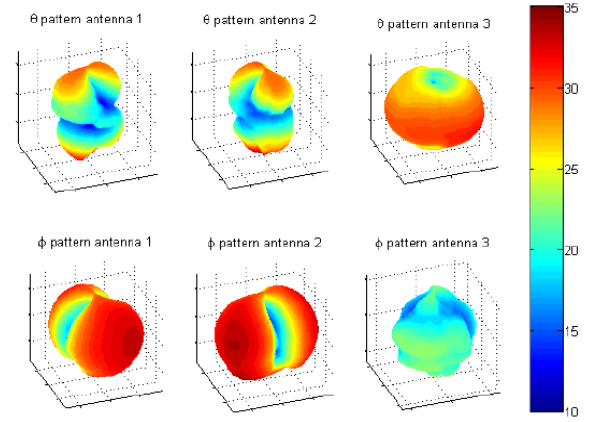 θ pattern antenna 1
θ pattern antenna 2
θ pattern antenna 3
ϕ pattern antenna 1
ϕ pattern antenna 2
ϕ pattern antenna 3
35
30
25
20
15
10